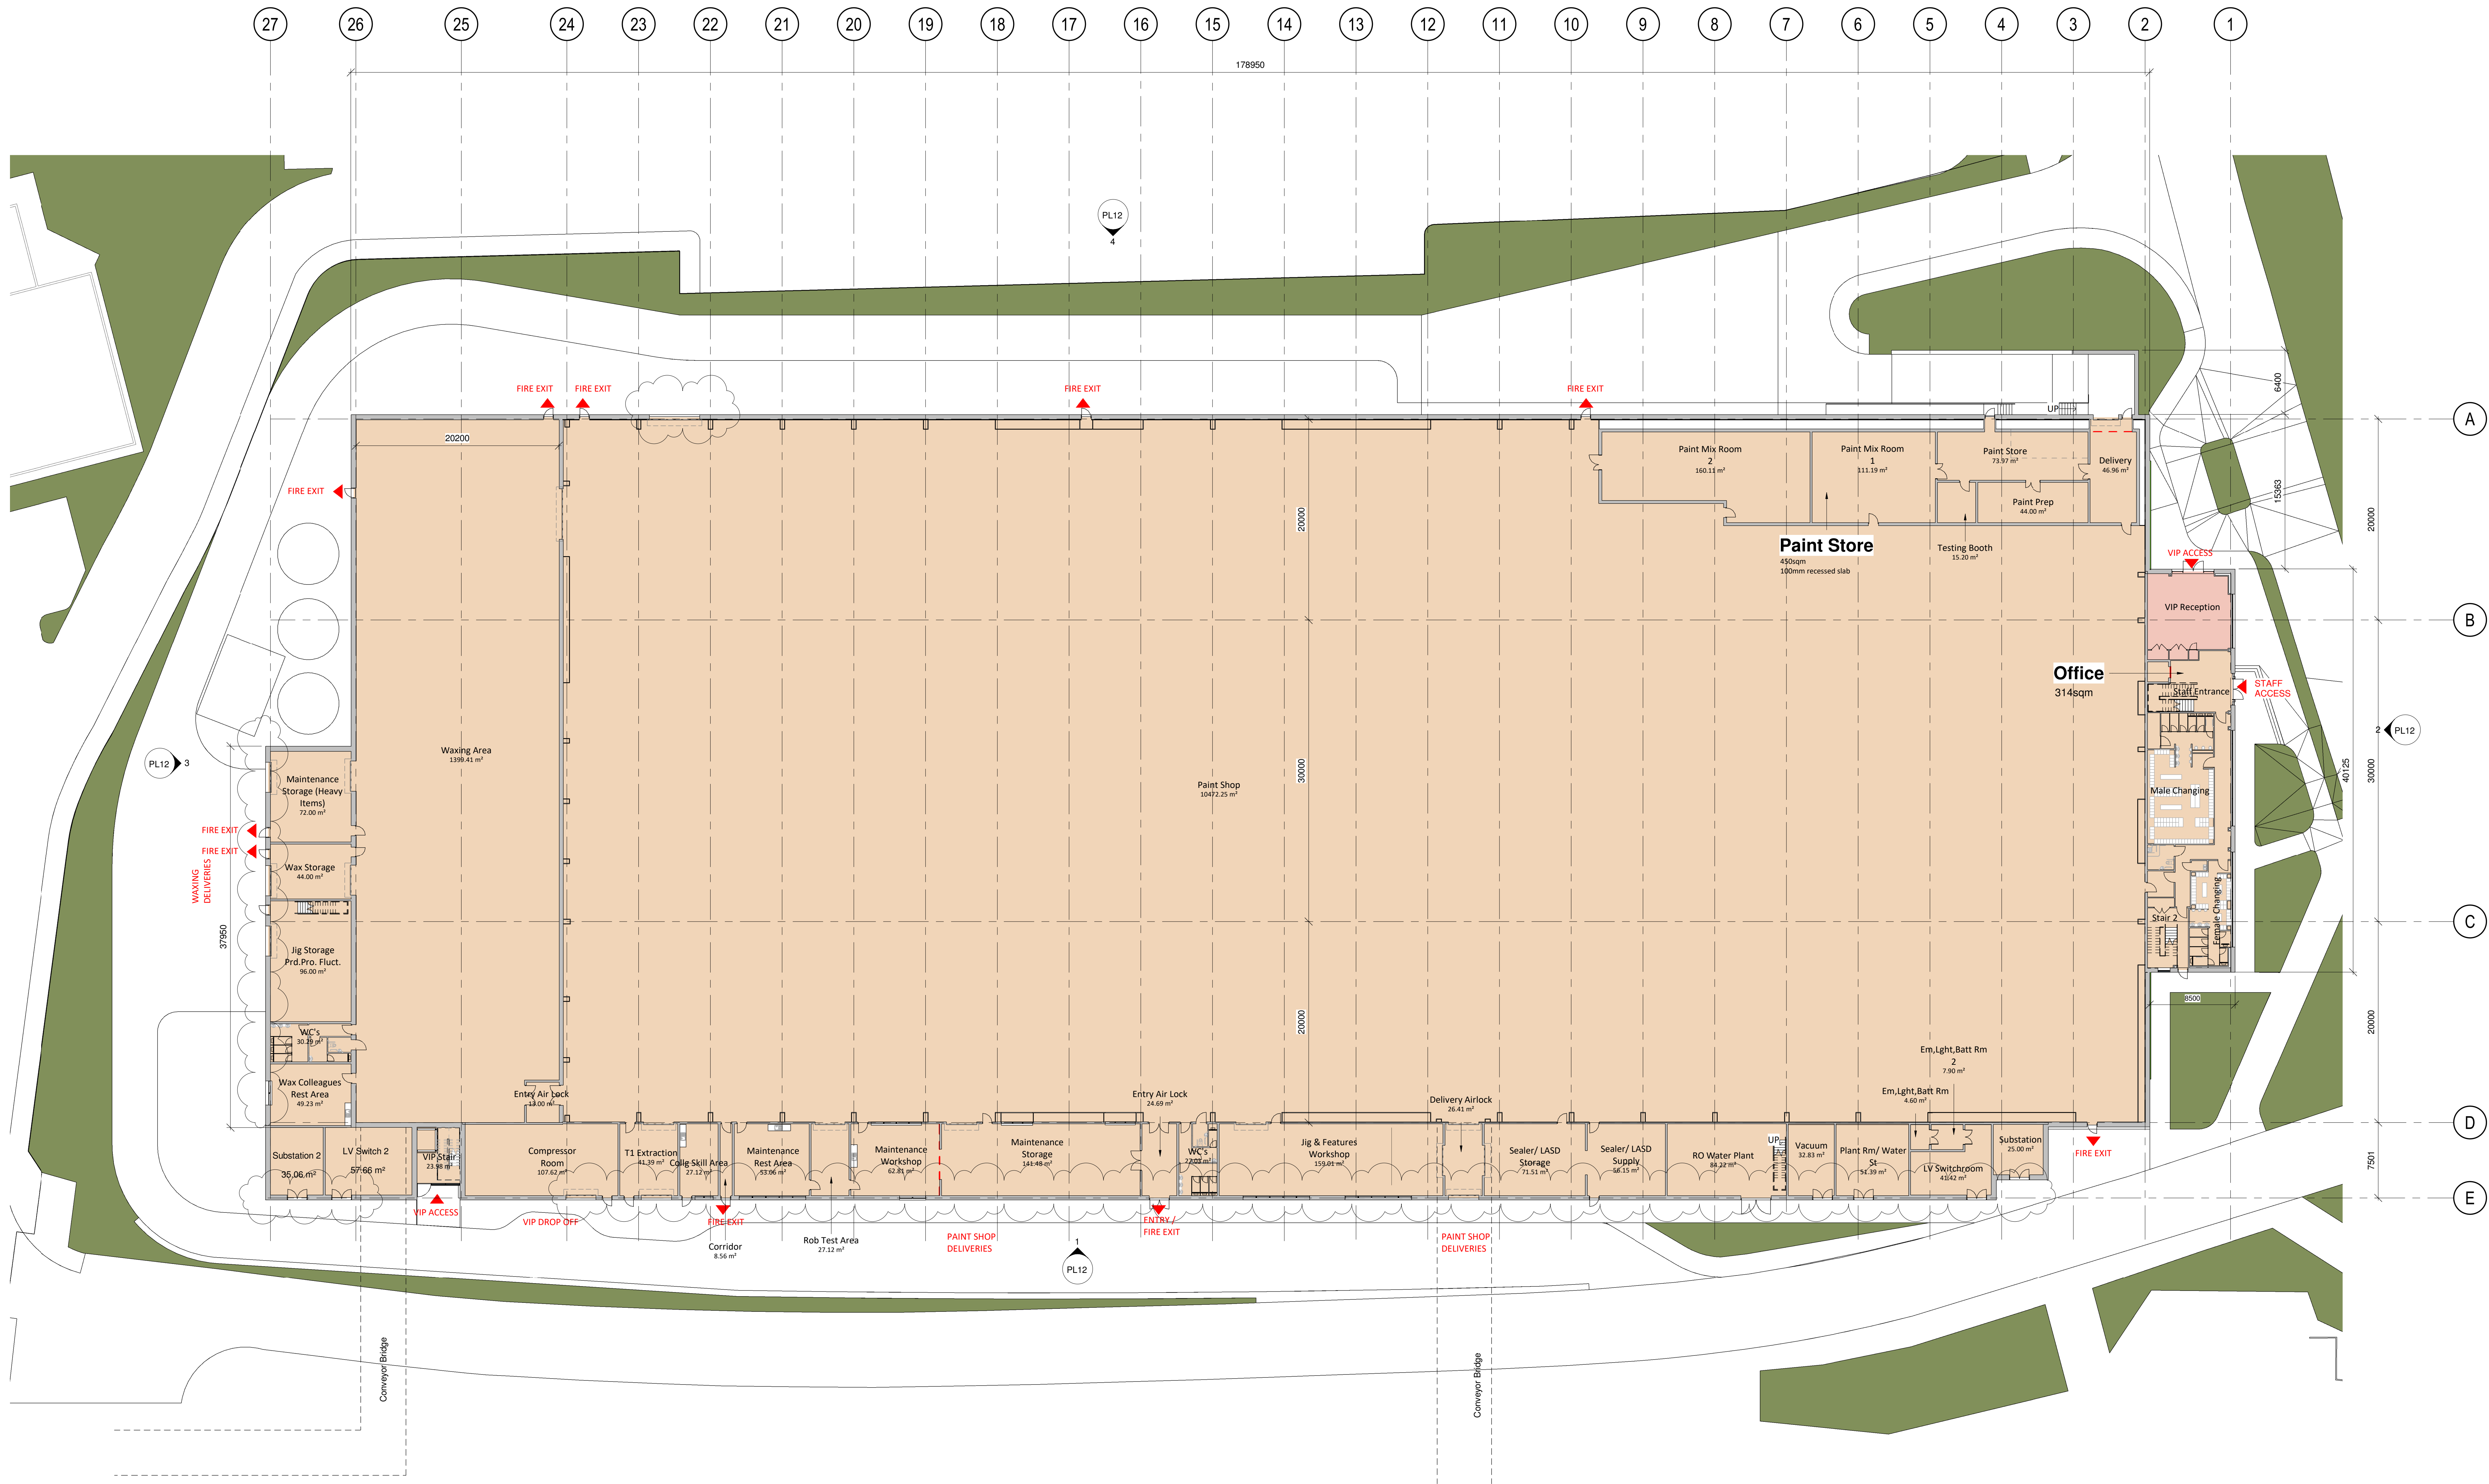 27
26
25
24
23
22
21
20
19
18
17
16
15
14
13
12
11
10
9
8
7
6
5
4
3
2
1
178950
PL12
4
6400
FIRE EXIT
FIRE EXIT
FIRE EXIT
FIRE EXIT
UP
A
20200
Paint Mix Room
2
160.11 m²
Paint Mix Room
1
111.19 m²
Paint Store
73.97 m²
Delivery
46.96 m²
FIRE EXIT
Paint Prep
44.00 m²
15363
20000
20000
Paint Store
450sqm
100mm recessed slab
Testing Booth
15.20 m²
VIP ACCESS
VIP Reception
B
Office
314sqm
Staff Entrance
STAFF
ACCESS
2
PL12
PL12
3
Waxing Area
1399.41 m²
Maintenance
Storage (Heavy
Items)
72.00 m²
30000
Paint Shop
10472.25 m²
Male Changing
40125
30000
FIRE EXIT
FIRE EXIT
WAXING
DELIVERIES
Wax Storage
44.00 m²
37950
Jig Storage
Prd.Pro. Fluct.
96.00 m²
Stair 2
Female Changing
C
8500
20000
20000
WC's
30.29 m²
Wax Colleagues
Rest Area
49.23 m²
Entry Air Lock
13.00 m²
Entry Air Lock
24.69 m²
Delivery Airlock
26.41 m²
Em,Lght,Batt Rm
2
7.90 m²
Em,Lght,Batt Rm
4.60 m²
D
Substation 2
35.06 m²
LV Switch 2
57.66 m²
VIP Stair
23.98 m²
Compressor
Room
107.62 m²
T1 Extraction
41.39 m²
Collg Skill Area
27.12 m²
Maintenance
Rest Area
53.06 m²
Maintenance
Workshop
62.81 m²
Maintenance
Storage
141.48 m²
WC's
27.03 m²
Jig & Features
Workshop
159.01 m²
Sealer/ LASD
Storage
71.51 m²
Sealer/ LASD
Supply
56.15 m²
RO Water Plant
84.22 m²
UP
Vacuum
32.83 m²
Plant Rm/ Water
St
51.39 m²
LV Switchroom
41.42 m²
Substation
25.00 m²
FIRE EXIT
7501
E
VIP ACCESS
VIP DROP OFF
FIRE EXIT
Corridor
8.56 m²
Rob Test Area
27.12 m²
PAINT SHOP
DELIVERIES
1
PL12
ENTRY /
FIRE EXIT
PAINT SHOP
DELIVERIES
Conveyor Bridge
Conveyor Bridge